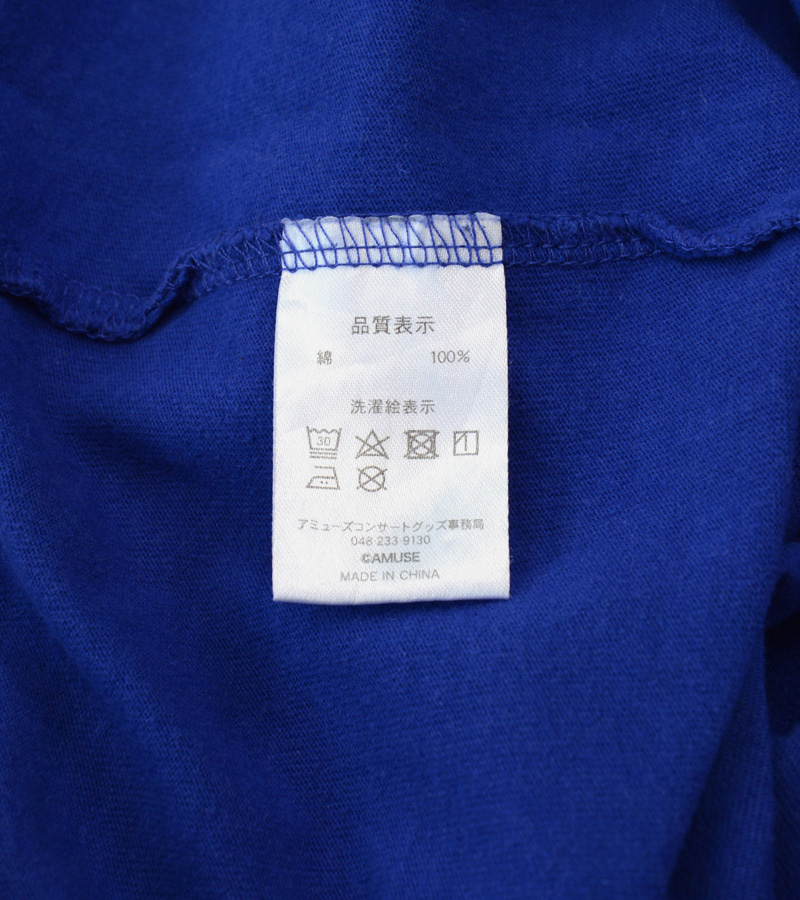 品質表示
綿 100%
洗濯絵表示
30
アミューズコンサートグッズ事務局
048 233 9130
©AMUSE
MADE IN CHINA